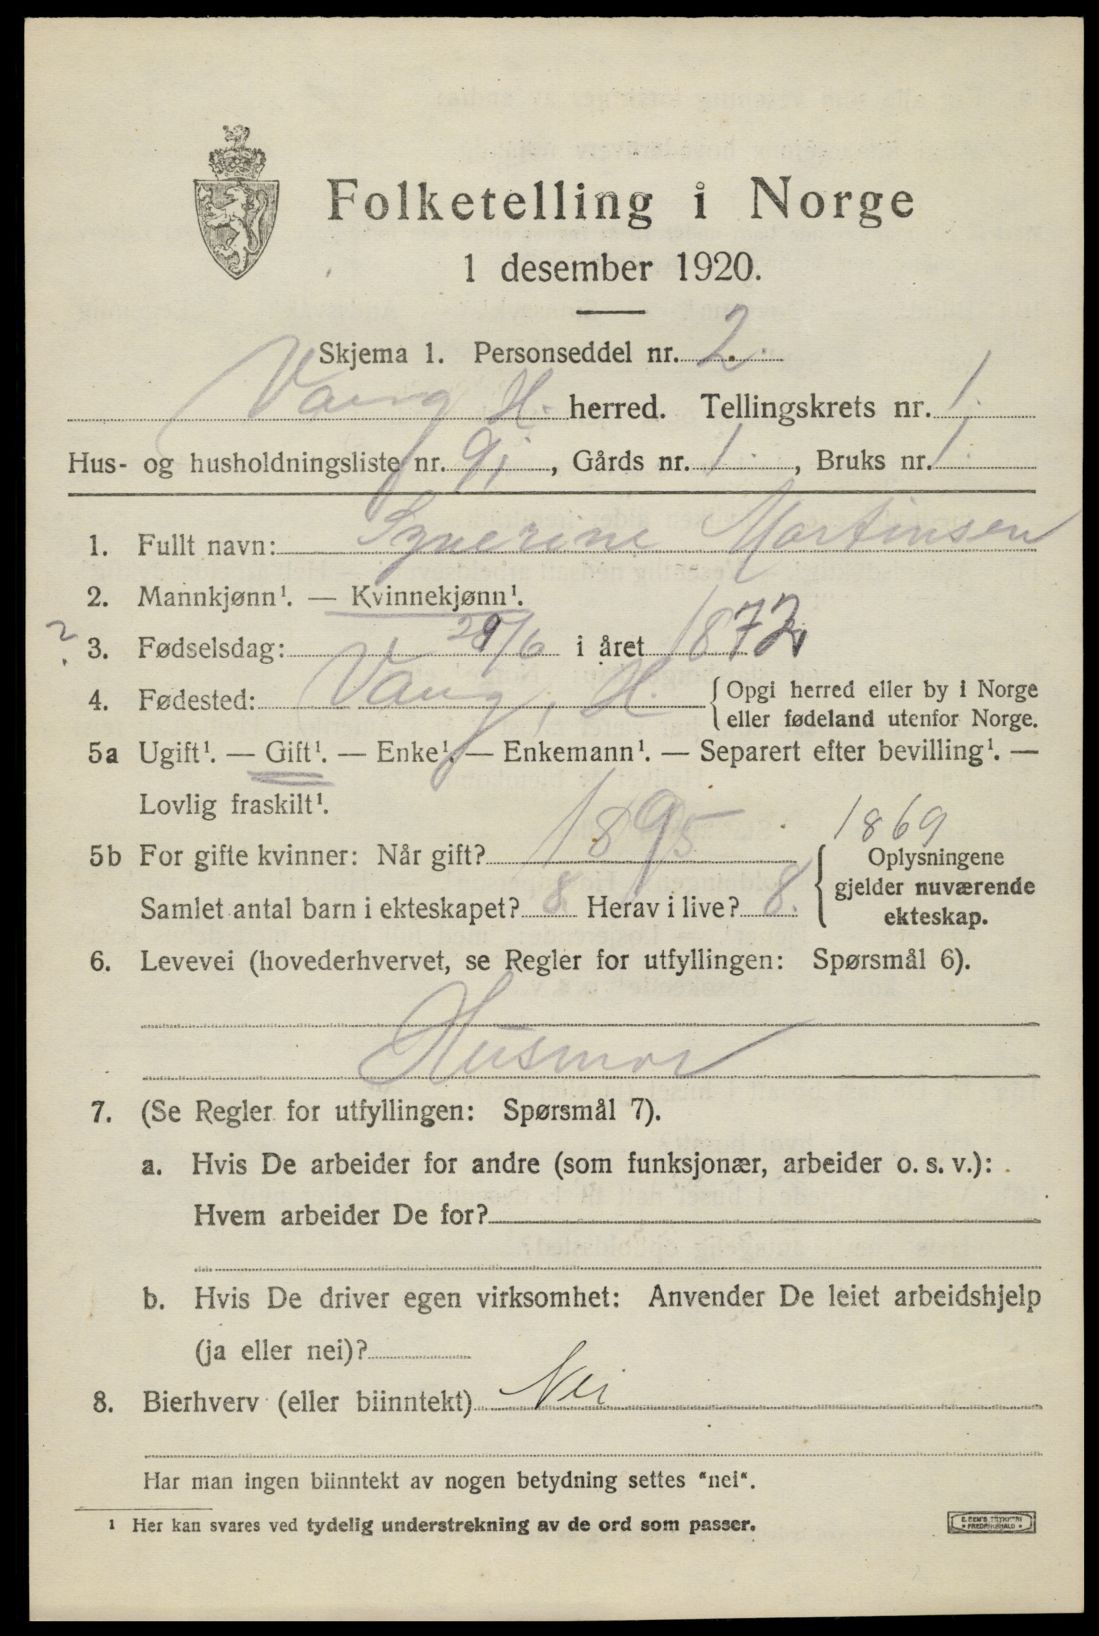 Folketelling i Norge
1 desember 1920.
Skjema 1. Personseddel nr. 2.
Vang H. herred. Tellingskrets nr. 1.
Hus- og husholdningsliste nr. 91, Gårds nr. 1., Bruks nr. 1.
1. Fullt navn: Syverine Martinsen
2. Mannkjønn¹. — Kvinnekjønn¹.
? 3. Fødselsdag: /6 i året 1872
4. Fødested: Vang, H. {Opgi herred eller by i Norge
eller fødeland utenfor Norge.
5a Ugift¹. — Gift¹. — Enke¹. — Enkemann¹. — Separert efter bevilling¹. —
Lovlig fraskilt¹.
1869
5b For gifte kvinner: Når gift? 1895 { Oplysningene
gjelder nuværende
ekteskap.
Samlet antal barn i ekteskapet? 8. Herav i live? 8.
6. Levevei (hovederhvervet, se Regler for utfyllingen: Spørsmål 6).
Husmor
7. (Se Regler for utfyllingen: Spørsmål 7).
a. Hvis De arbeider for andre (som funksjonær, arbeider o. s. v.):
Hvem arbeider De for?
b. Hvis De driver egen virksomhet: Anvender De leiet arbeidshjelp
(ja eller nei)?
8. Bierhverv (eller biinntekt) Nei
Har man ingen biinntekt av nogen betydning settes "nei".
¹ Her kan svares ved tydelig understrekning av de ord som passer.